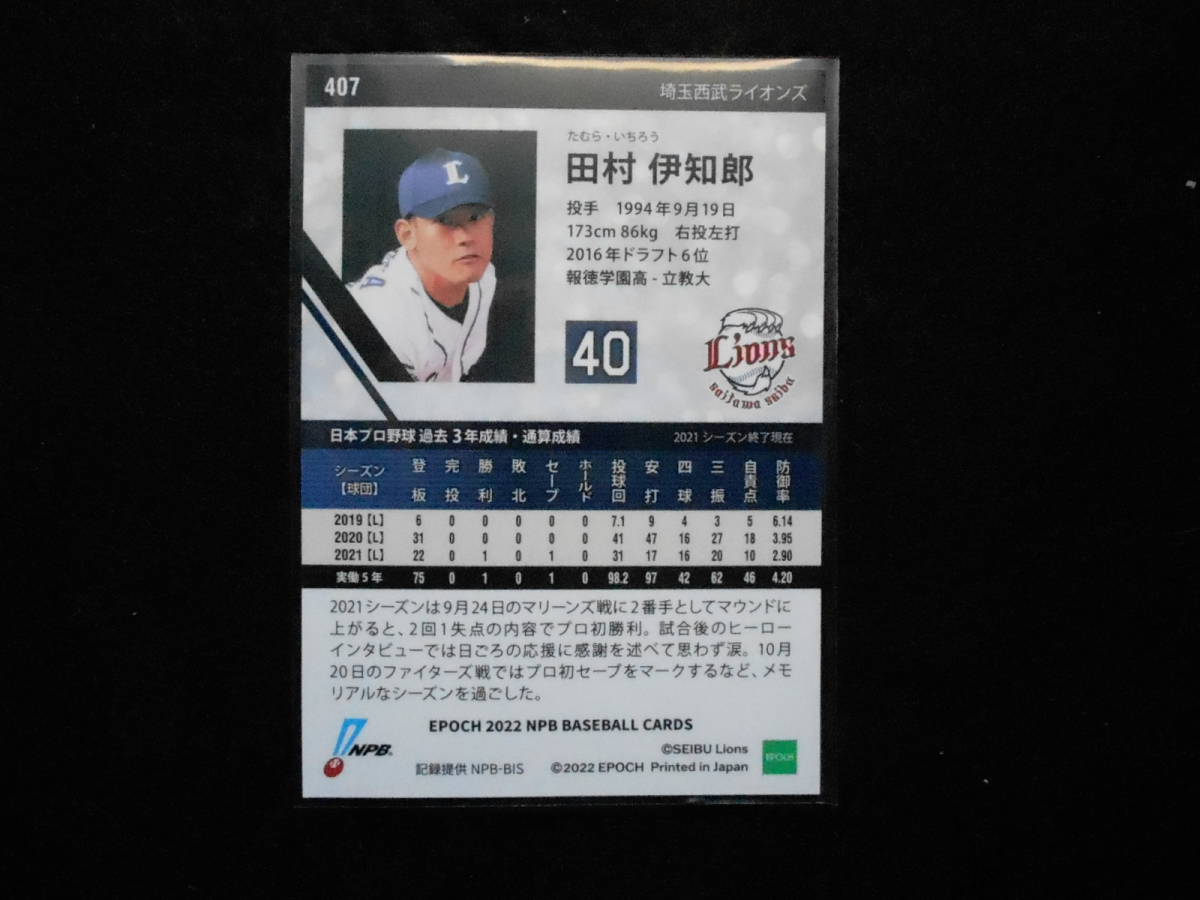 407
埼玉西武ライオンズ
たむら・いちろう
田村 伊知郎
投手 1994年9月19日
173cm 86kg 右投左打
2016年ドラフト6位
報徳学園高 - 立教大
L
40
Lions
saitama seibu
日本プロ野球 過去3年成績・通算成績 2021 シーズン終了現在
シーズン【球団】 登板 完投 勝利 敗北 セーブ ホールド 投球回 安打 四球 三振 自責点 防御率
2019【L】 6 0 0 0 0 0 7.1 9 4 3 5 6.14
2020【L】 31 0 0 0 0 0 41 47 16 27 18 3.95
2021【L】 22 0 1 0 1 0 31 17 16 20 10 2.90
実働5年 75 0 1 0 1 0 98.2 97 42 62 46 4.20
2021シーズンは9月24日のマリーンズ戦に2番手としてマウンドに
上がると、2回1失点の内容でプロ初勝利。試合後のヒーロー
インタビューでは日ごろの応援に感謝を述べて思わず涙。10月
20日のファイターズ戦ではプロ初セーブをマークするなど、メモ
リアルなシーズンを過ごした。
EPOCH 2022 NPB BASEBALL CARDS
NPB
©SEIBU Lions
記録提供 NPB-BIS ©2022 EPOCH Printed in Japan
EPOCH